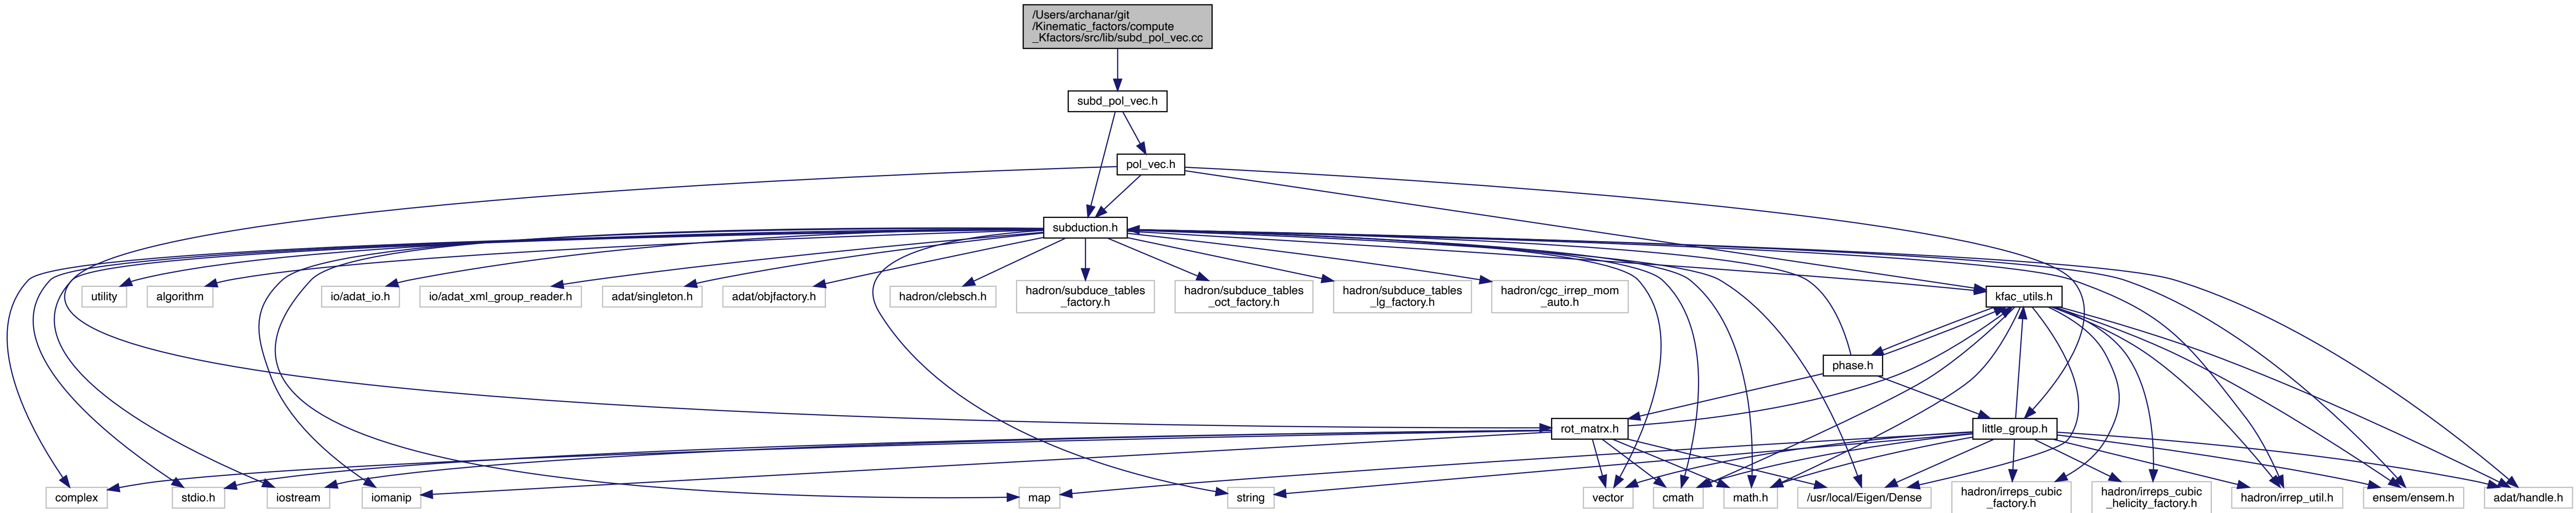 /Users/archanar/git
/Kinematic_factors/compute
_Kfactors/src/lib/subd_pol_vec.cc
subd_pol_vec.h
pol_vec.h
subduction.h
utility
algorithm
io/adat_io.h
io/adat_xml_group_reader.h
adat/singleton.h
adat/objfactory.h
hadron/clebsch.h
hadron/subduce_tables
_factory.h
hadron/subduce_tables
_oct_factory.h
hadron/subduce_tables
_lg_factory.h
hadron/cgc_irrep_mom
_auto.h
kfac_utils.h
phase.h
rot_matrx.h
little_group.h
complex
stdio.h
iostream
iomanip
map
string
vector
cmath
math.h
/usr/local/Eigen/Dense
hadron/irreps_cubic
_factory.h
hadron/irreps_cubic
_helicity_factory.h
hadron/irrep_util.h
ensem/ensem.h
adat/handle.h